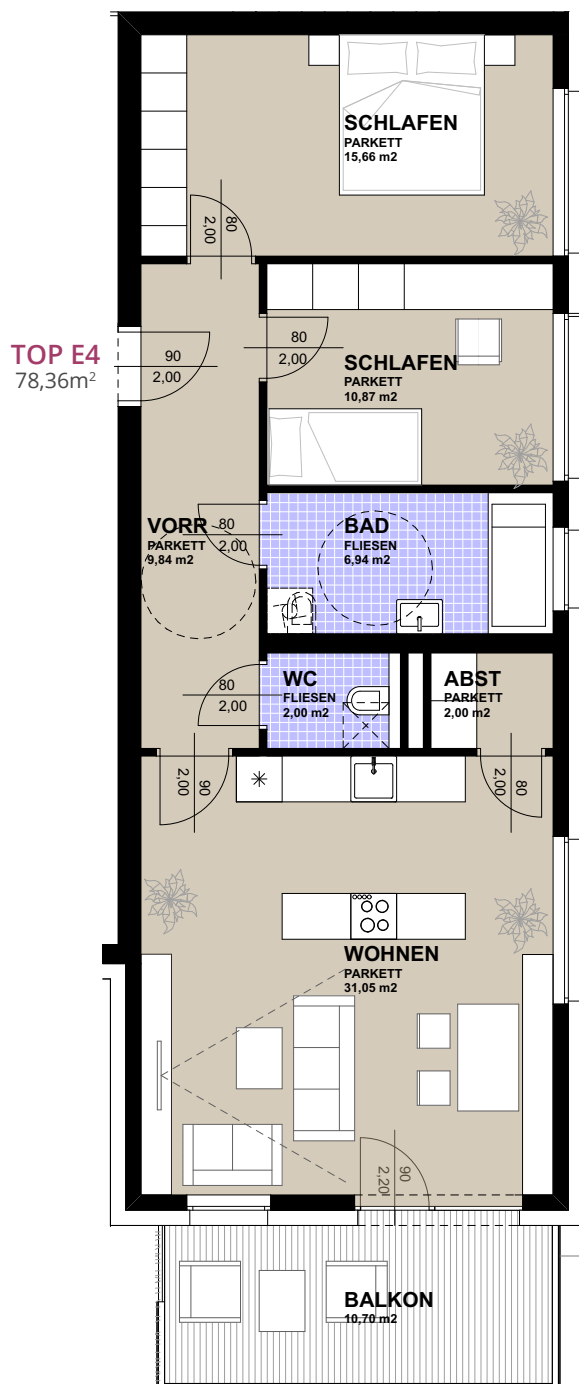 SCHLAFEN
PARKETT
15,66 m2
80
2,00
TOP E4
78,36m²
90
2,00
80
2,00
SCHLAFEN
PARKETT
10,87 m2
VORR
PARKETT
9,84 m2
80
2,00
BAD
FLIESEN
6,94 m2
80
2,00
WC
FLIESEN
2,00 m2
ABST
PARKETT
2,00 m2
90
2,00
80
2,00
WOHNEN
PARKETT
31,05 m2
90
2,20
BALKON
10,70 m2